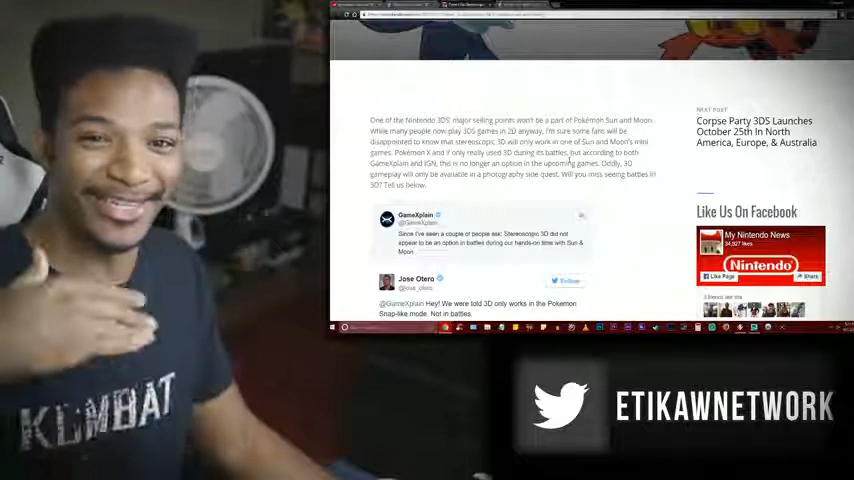 One of the Nintendo 3DS' major selling points won't be a part of Pokémon Sun and Moon.
While many people now play 3DS games in 2D anyway, I'm sure some fans will be
disappointed to know that stereoscopic 3D will only work in one of Sun and Moon's mini
games. Pokémon X and Y only really used 3D during its battles, but according to both
GameXplain and IGN, this is no longer an option in the upcoming games. Oddly, 3D
gameplay will only be available in a photography side quest. Will you miss seeing battles in
3D? Tell us below.
GameXplain
@GameXplain
Since I've seen a couple of people ask: Stereoscopic 3D did not
appear to be an option in battles during our hands-on time with Sun &
Moon
Jose Otero
@jose_otero
Follow
@GameXplain Hey! We were told 3D only works in the Pokemon
Snap-like mode. Not in battles.
NEXT POST
Corpse Party 3DS Launches
October 25th In North
America, Europe, & Australia
Like Us On Facebook
My Nintendo News
34,927 likes
Nintendo
Like Page
Share
KOMBAT
ETIKAWNETWORK